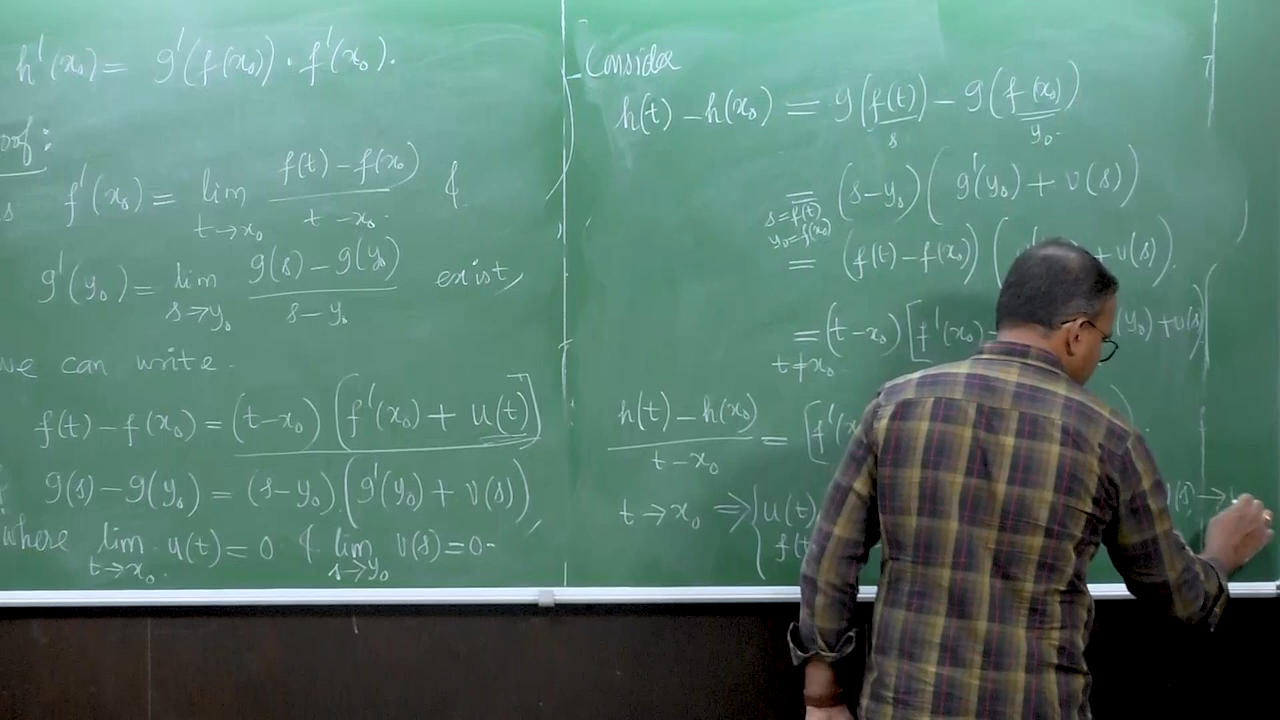 h'(x₀) = g'(f(x₀)) · f'(x₀).
f'(x₀) = lim t→x₀ (f(t) – f(x₀))/(t – x₀) &
g'(y₀) = lim s→y₀ (g(s) – g(y₀))/(s – y₀) exist,
we can write.
f(t) – f(x₀) = (t–x₀) [f'(x₀) + u(t)]
g(s) – g(y₀) = (s–y₀) (g'(y₀) + v(s)),
where lim t→x₀ u(t) = 0 & lim s→y₀ v(s) = 0.
Consider
h(t) – h(x₀) = g(f(t)) – g(f(x₀))
s y₀.
= (s–y₀) (g'(y₀) + v(s))
s=f(t)
y₀=f(x₀)
= (f(t) – f(x₀)) ( + v(s)).
= (t–x₀) [f'(x₀) (y₀) + v(s)
t≠x₀
(h(t) – h(x₀))/(t–x₀) = [f'(x
t→x₀ ⇒ { u(t)
f(t